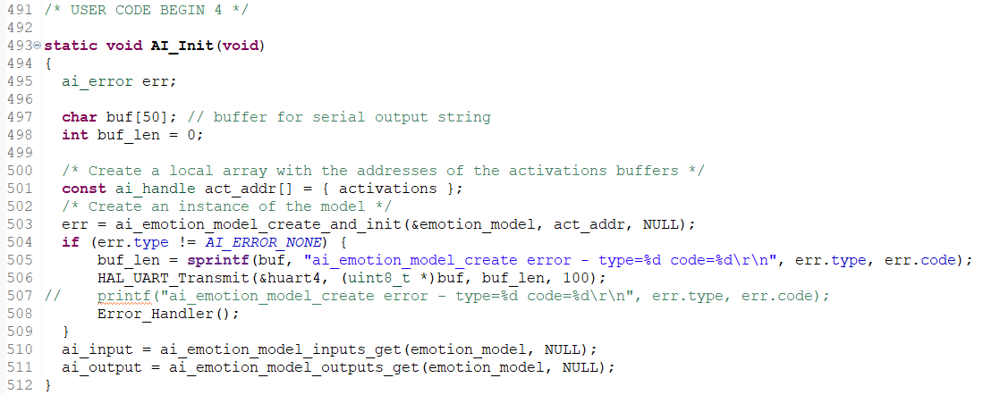 491 /* USER CODE BEGIN 4 */
492
493 static void AI_Init(void)
494 {
495   ai_error err;
496
497   char buf[50]; // buffer for serial output string
498   int buf_len = 0;
499
500   /* Create a local array with the addresses of the activations buffers */
501   const ai_handle act_addr[] = { activations };
502   /* Create an instance of the model */
503   err = ai_emotion_model_create_and_init(&emotion_model, act_addr, NULL);
504   if (err.type != AI_ERROR_NONE) {
505       buf_len = sprintf(buf, "ai_emotion_model_create error - type=%d code=%d\r\n", err.type, err.code);
506       HAL_UART_Transmit(&huart4, (uint8_t *)buf, buf_len, 100);
507 //    printf("ai_emotion_model_create error - type=%d code=%d\r\n", err.type, err.code);
508       Error_Handler();
509   }
510   ai_input = ai_emotion_model_inputs_get(emotion_model, NULL);
511   ai_output = ai_emotion_model_outputs_get(emotion_model, NULL);
512 }